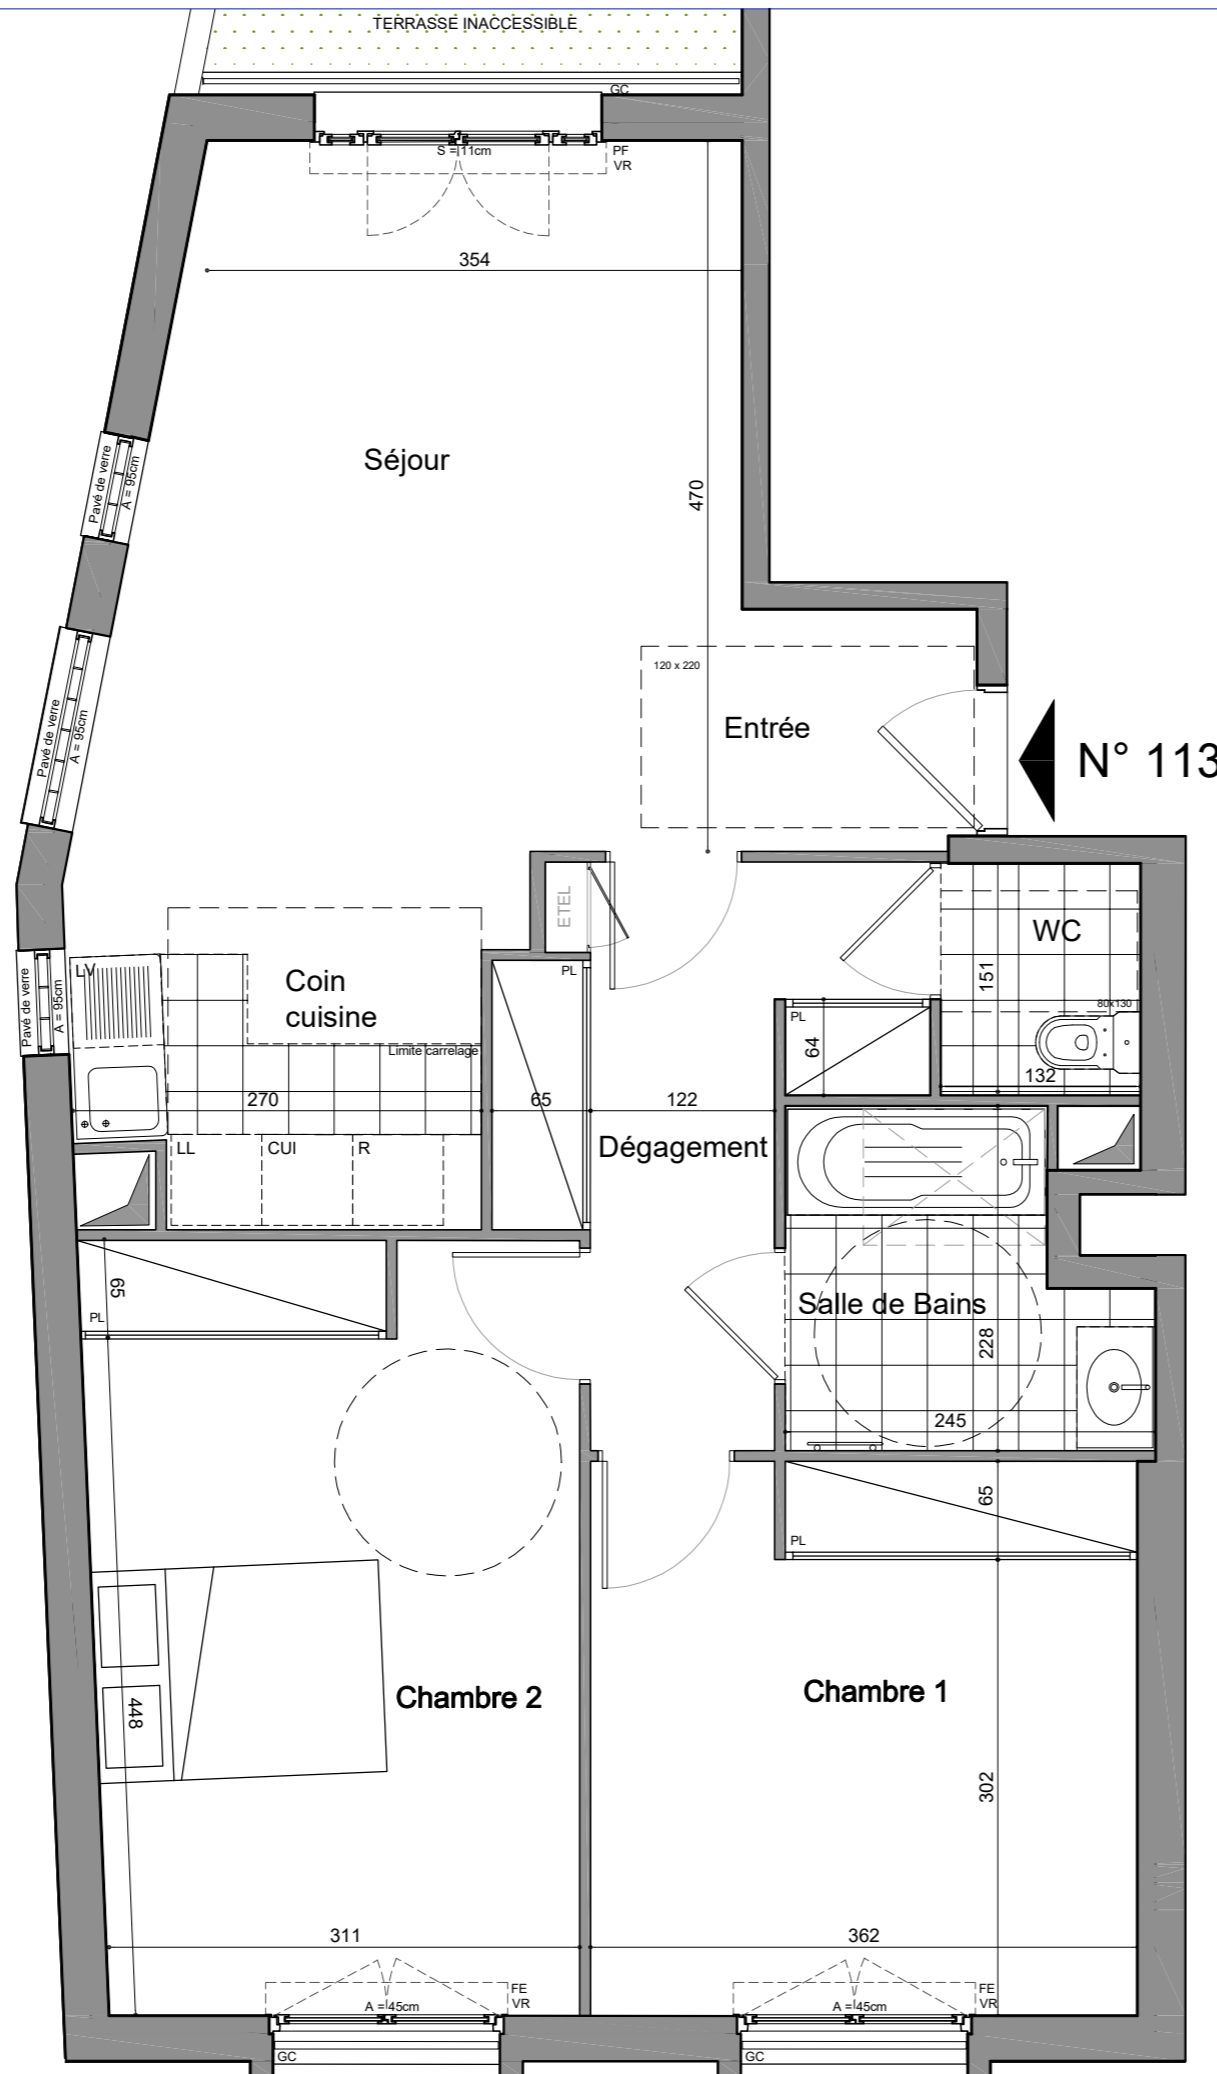 TERRASSE INACCESSIBLE
GC
S = 11cm
PF
VR
354
Séjour
470
Pavé de verre
A = 95cm
120 x 220
Entrée
Pavé de verre
A = 95cm
N° 113
ETEL
WC
151
80x130
132
PL
LV
Coin
cuisine
Limite carrelage
Pavé de verre
A = 95cm
PL
64
270
65
122
Dégagement
LL
CUI
R
65
PL
Salle de Bains
228
245
65
PL
448
Chambre 2
Chambre 1
302
311
362
A = 45cm
FE
VR
A = 45cm
FE
VR
GC
GC